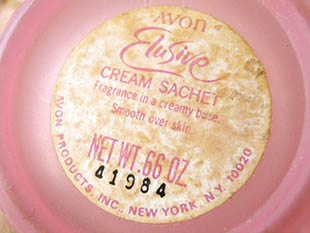 AVON
Elusive
CREAM SACHET
Fragrance in a creamy base.
Smooth over skin.
NET WT. 66 OZ
41984
AVON PRODUCTS, INC., NEW YORK, N.Y. 10020